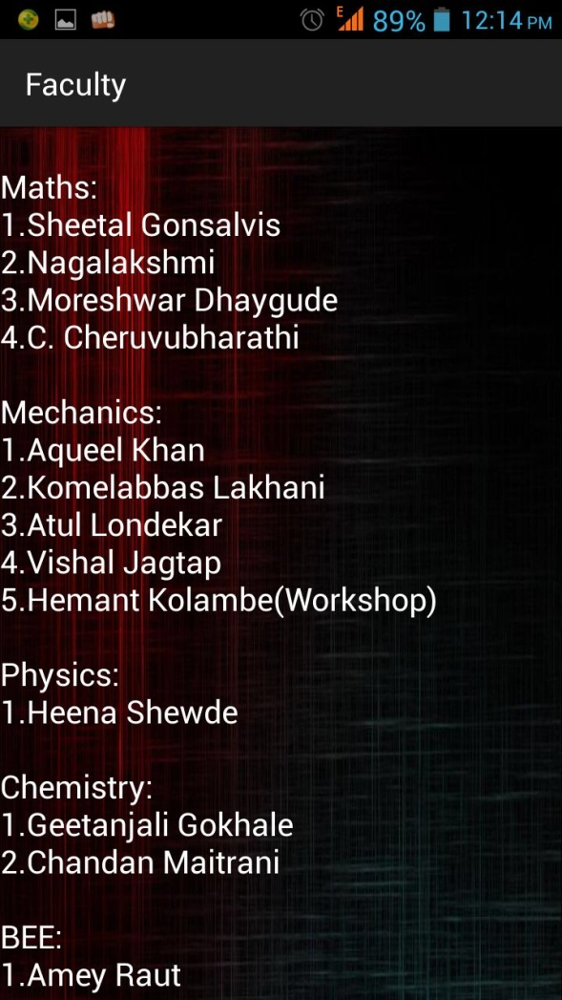 E 89% 12:14 PM
Faculty
Maths:
1.Sheetal Gonsalvis
2.Nagalakshmi
3.Moreshwar Dhaygude
4.C. Cheruvubharathi
Mechanics:
1.Aqueel Khan
2.Komelabbas Lakhani
3.Atul Londekar
4.Vishal Jagtap
5.Hemant Kolambe(Workshop)
Physics:
1.Heena Shewde
Chemistry:
1.Geetanjali Gokhale
2.Chandan Maitrani
BEE:
1.Amey Raut